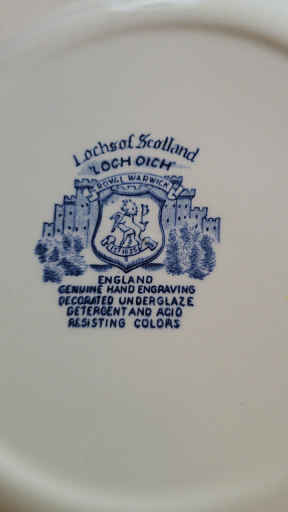 Lochs of Scotland
"LOCH OICH"
ROYAL WARWICK
ENGLAND
GENUINE HAND ENGRAVING
DECORATED UNDERGLAZE
DETERGENT AND ACID
RESISTING COLORS